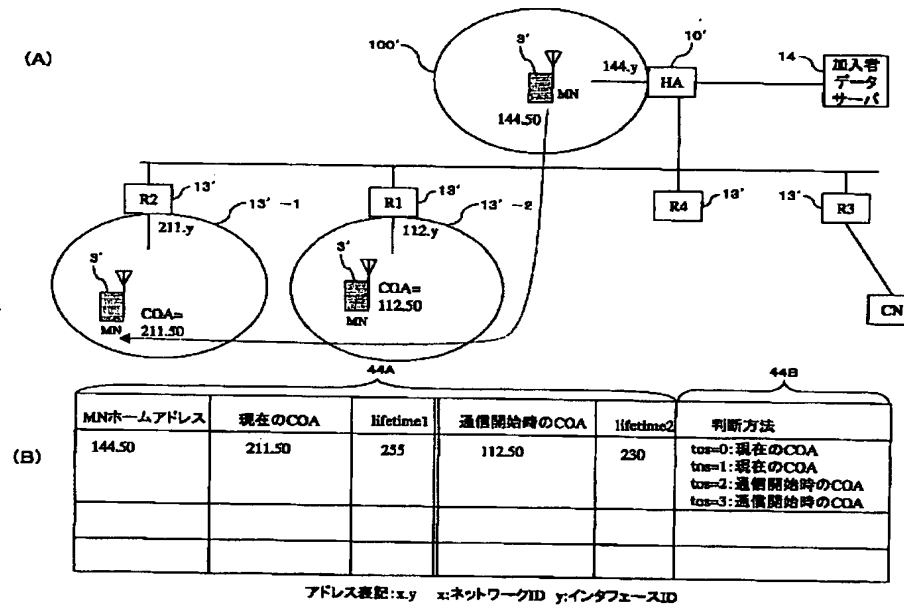 (A)
100'
3'
MN
144.50
144.y
10'
HA
14
加入者
データ
サーバ
R2
13'
13'-1
211.y
3'
MN
COA=
211.50
R1
13'
13'-2
112.y
3'
MN
COA=
112.50
R4
13'
13'
R3
CN
(B)
44A
44B
MNホームアドレス 現在のCOA lifetime1 通信開始時のCOA lifetime2 判断方法
144.50 211.50 255 112.50 230 tos=0:現在のCOA
tos=1:現在のCOA
tos=2:通信開始時のCOA
tos=3:通信開始時のCOA
アドレス表記:x.y x:ネットワークID y:インタフェースID